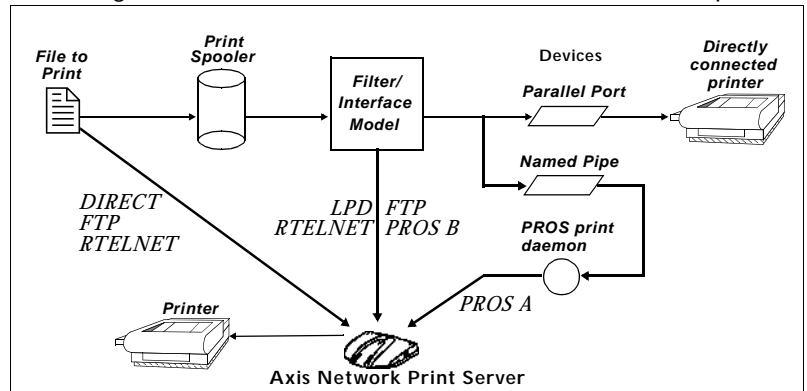 File to
Print
Print
Spooler
Filter/
Interface
Model
Devices
Parallel Port
Directly
connected
printer
Named Pipe
DIRECT
FTP
RTELNET
LPD FTP
RTELNET PROS B
PROS print
daemon
PROS A
Printer
Axis Network Print Server